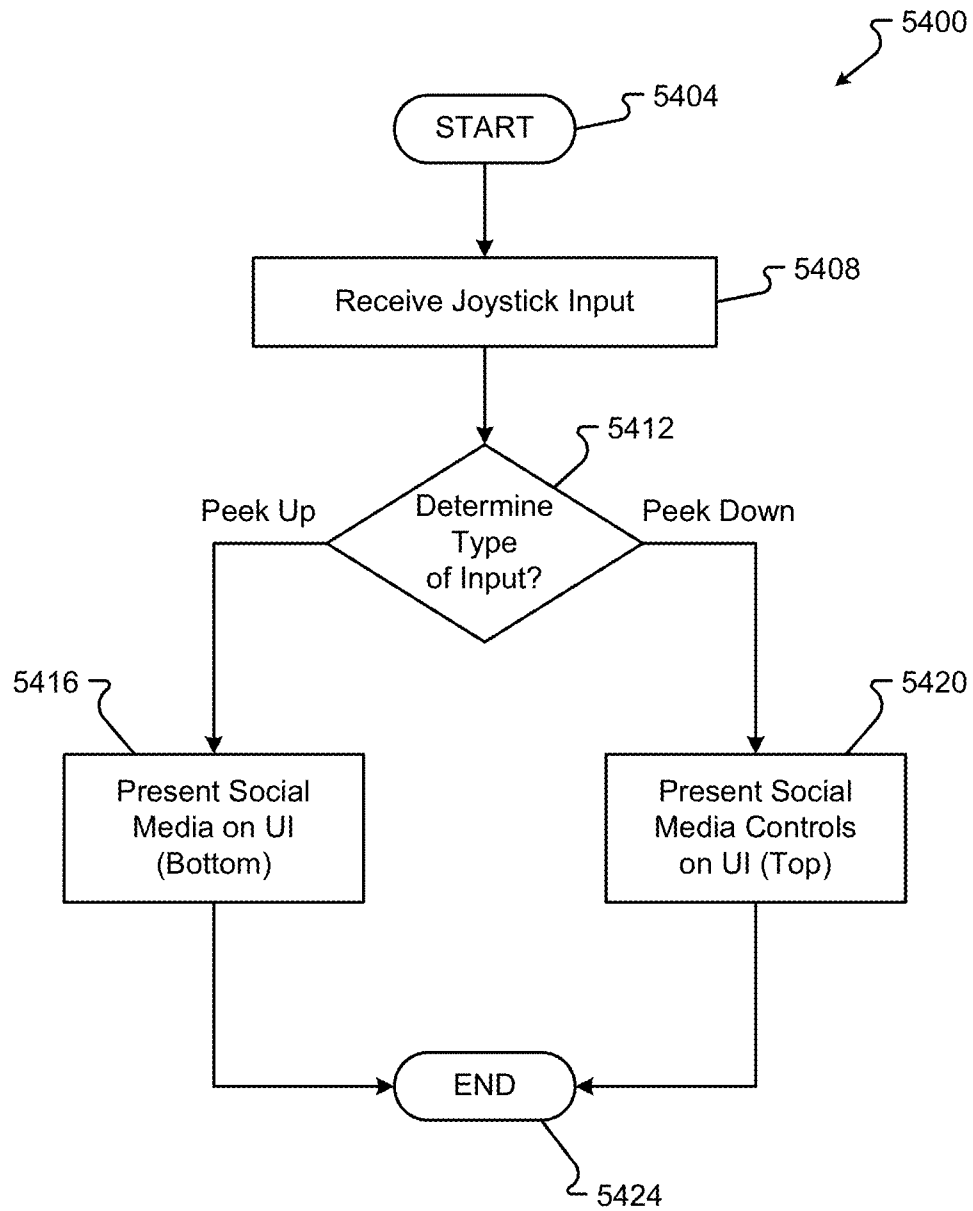 5400
5404
START
5408
Receive Joystick Input
5412
Peek Up
Determine
Type
of Input?
Peek Down
5416
5420
Present Social
Media on UI
(Bottom)
Present Social
Media Controls
on UI (Top)
END
5424